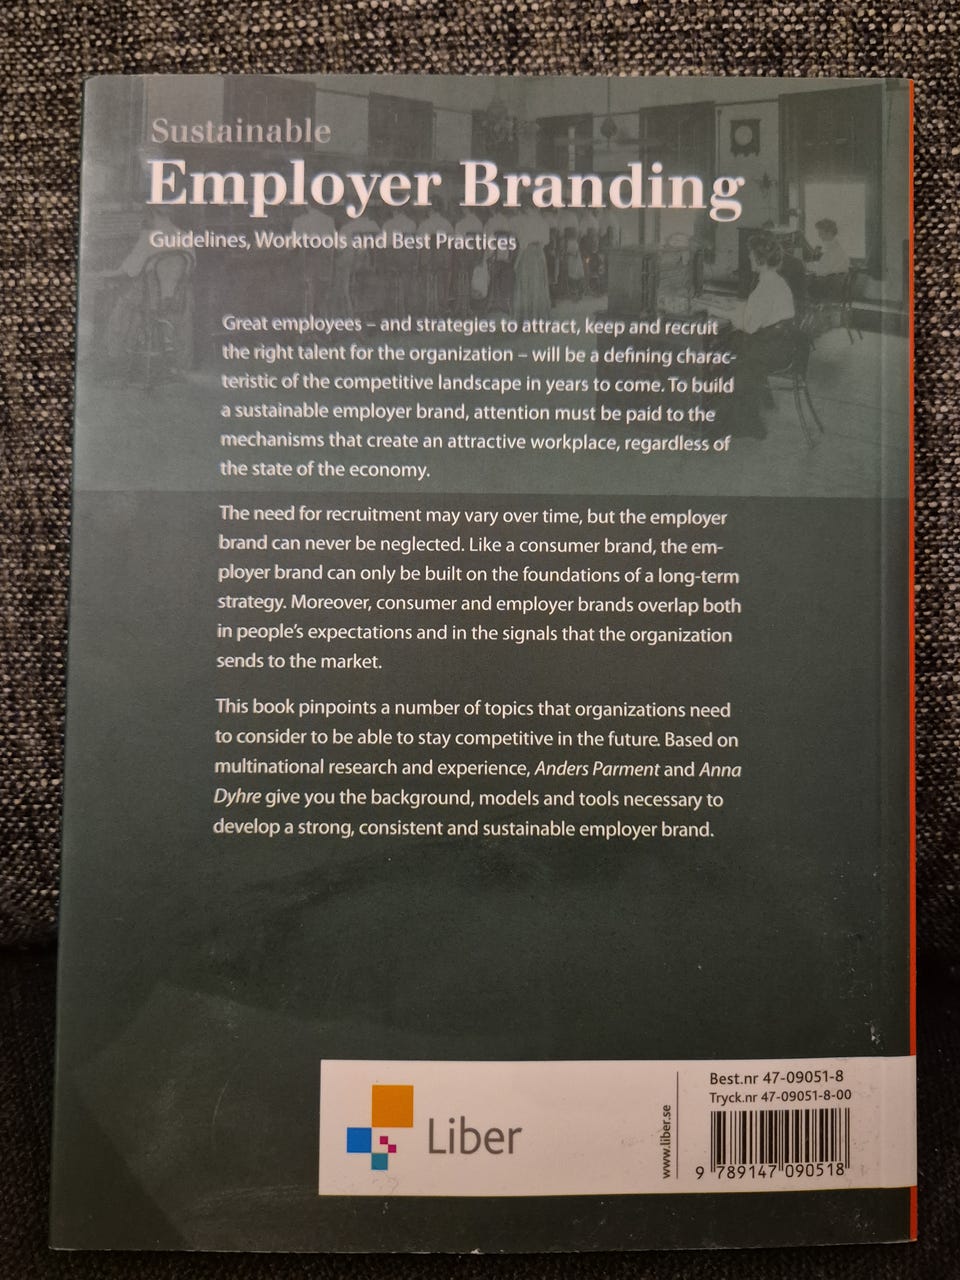 Sustainable
Employer Branding
Guidelines, Worktools and Best Practices
Great employees – and strategies to attract, keep and recruit
the right talent for the organization – will be a defining charac-
teristic of the competitive landscape in years to come. To build
a sustainable employer brand, attention must be paid to the
mechanisms that create an attractive workplace, regardless of
the state of the economy.
The need for recruitment may vary over time, but the employer
brand can never be neglected. Like a consumer brand, the em-
ployer brand can only be built on the foundations of a long-term
strategy. Moreover, consumer and employer brands overlap both
in people's expectations and in the signals that the organization
sends to the market.
This book pinpoints a number of topics that organizations need
to consider to be able to stay competitive in the future. Based on
multinational research and experience, Anders Parment and Anna
Dyhre give you the background, models and tools necessary to
develop a strong, consistent and sustainable employer brand.
Liber
www.liber.se
Best.nr 47-09051-8
Tryck.nr 47-09051-8-00
9 789147 090518